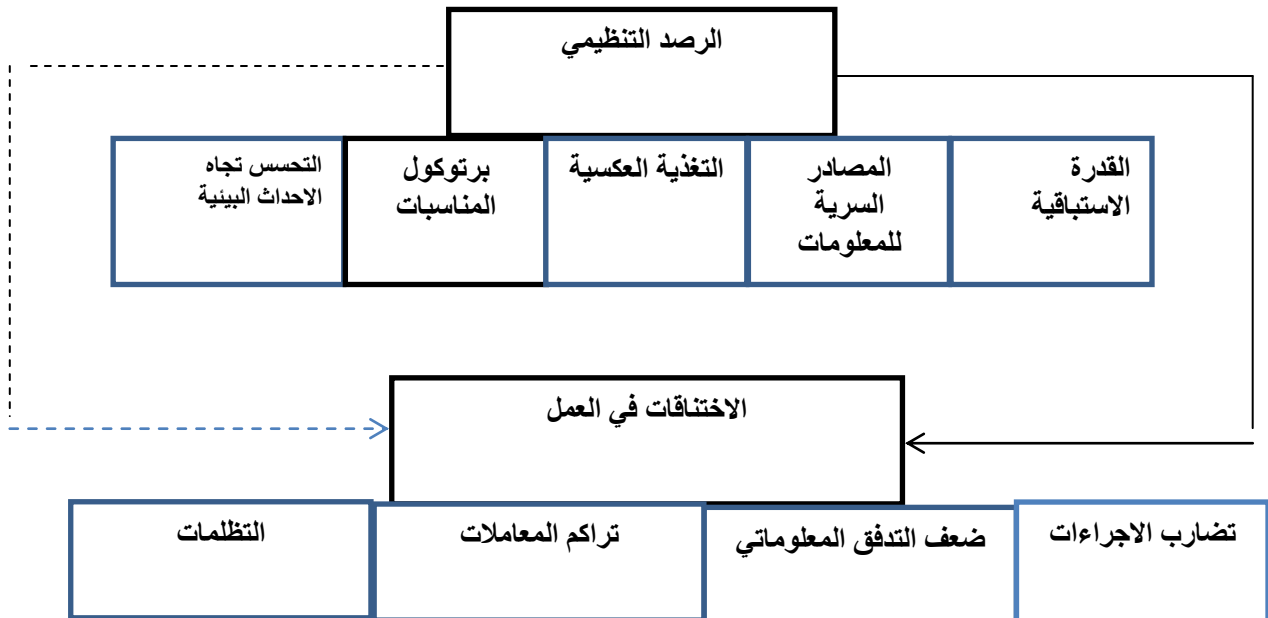 الرصد التنظيمي
القدرة
الاستباقية
المصادر
السرية
للمعلومات
التغذية العكسية
برتوكول
المناسبات
التحسس تجاه
الاحداث البيئية
الاختناقات في العمل
تضارب الاجراءات
ضعف التدفق المعلوماتي
تراكم المعاملات
التظلمات